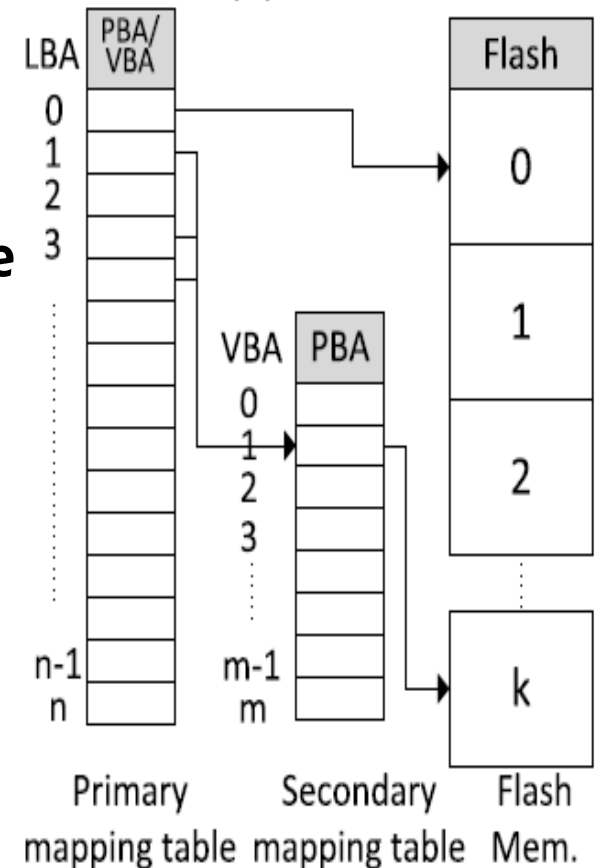 LBA
PBA/
VBA
0
1
2
3
e
n-1
n
VBA
PBA
0
1
2
3
m-1
m
Flash
0
1
2
k
Primary
mapping table
Secondary
mapping table
Flash
Mem.